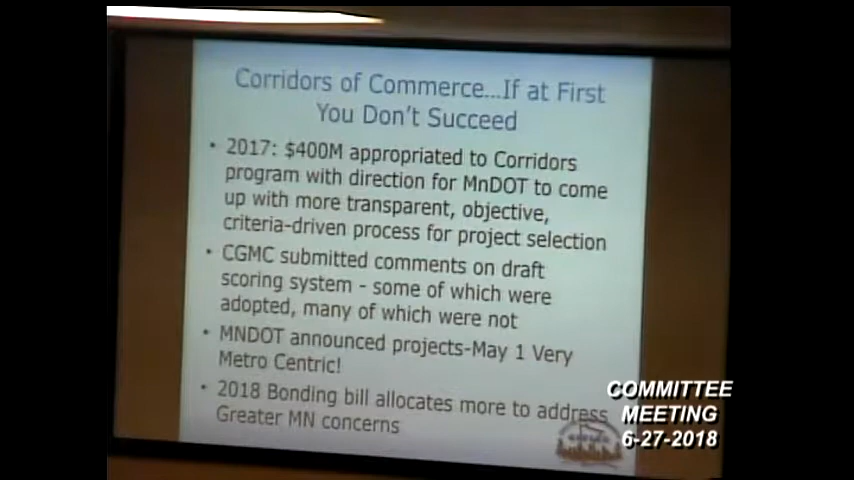 Corridors of Commerce...If at First
You Don't Succeed
• 2017: $400M appropriated to Corridors
program with direction for MnDOT to come
up with more transparent, objective,
criteria-driven process for project selection
• CGMC submitted comments on draft
scoring system - some of which were
adopted, many of which were not
• MNDOT announced projects-May 1 Very
Metro Centric!
• 2018 Bonding bill allocates more to address
Greater MN concerns
COMMITTEE
MEETING
6-27-2018